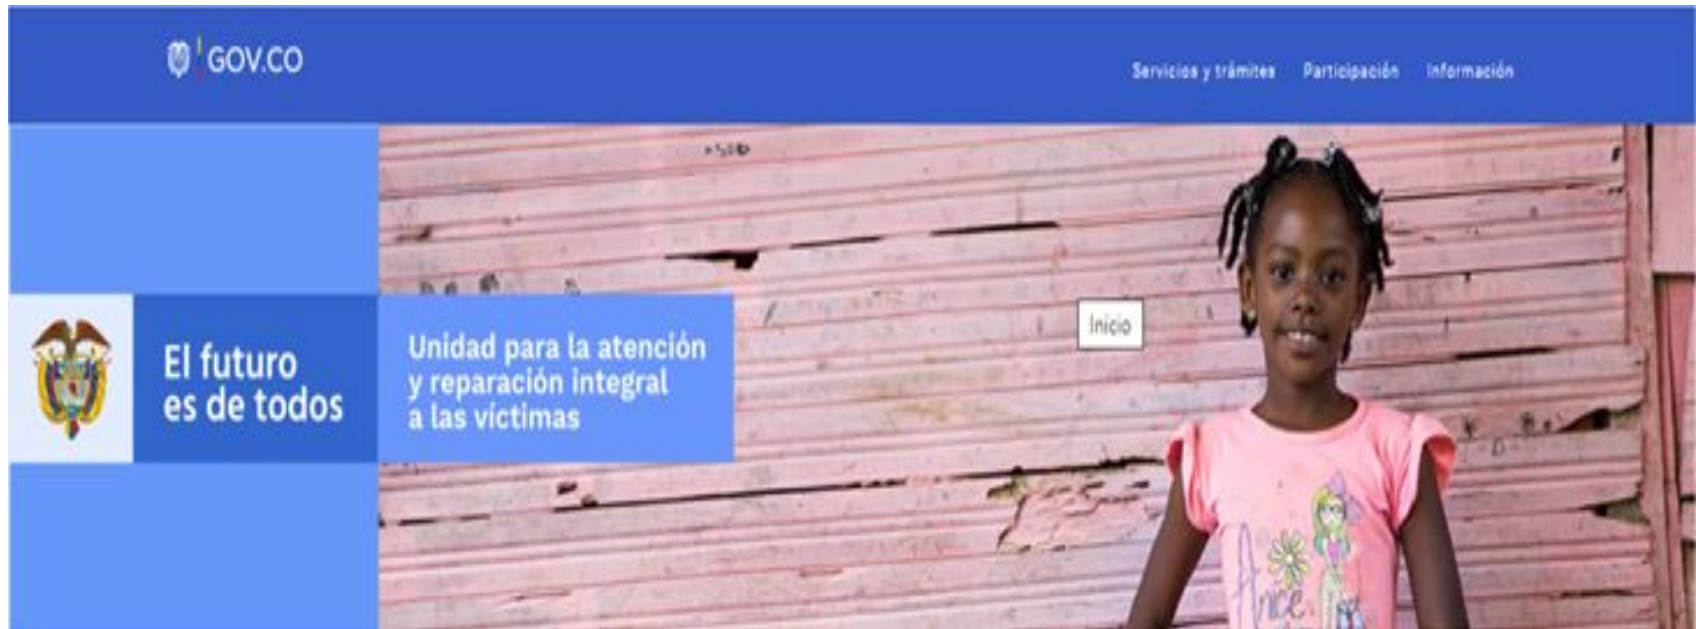 GOV.CO
Servicios y trámites Participación Información
Inicio
El futuro
es de todos
Unidad para la atención
y reparación integral
a las víctimas